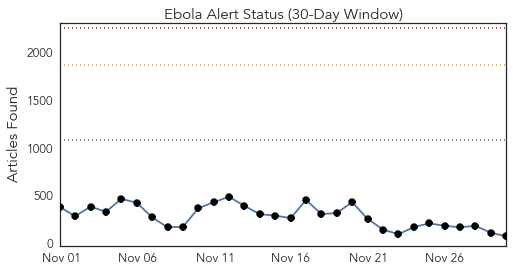 Ebola Alert Status (30-Day Window)
Articles Found
2000
1500
1000
500
0
Nov 01 Nov 06 Nov 11 Nov 16 Nov 21 Nov 26